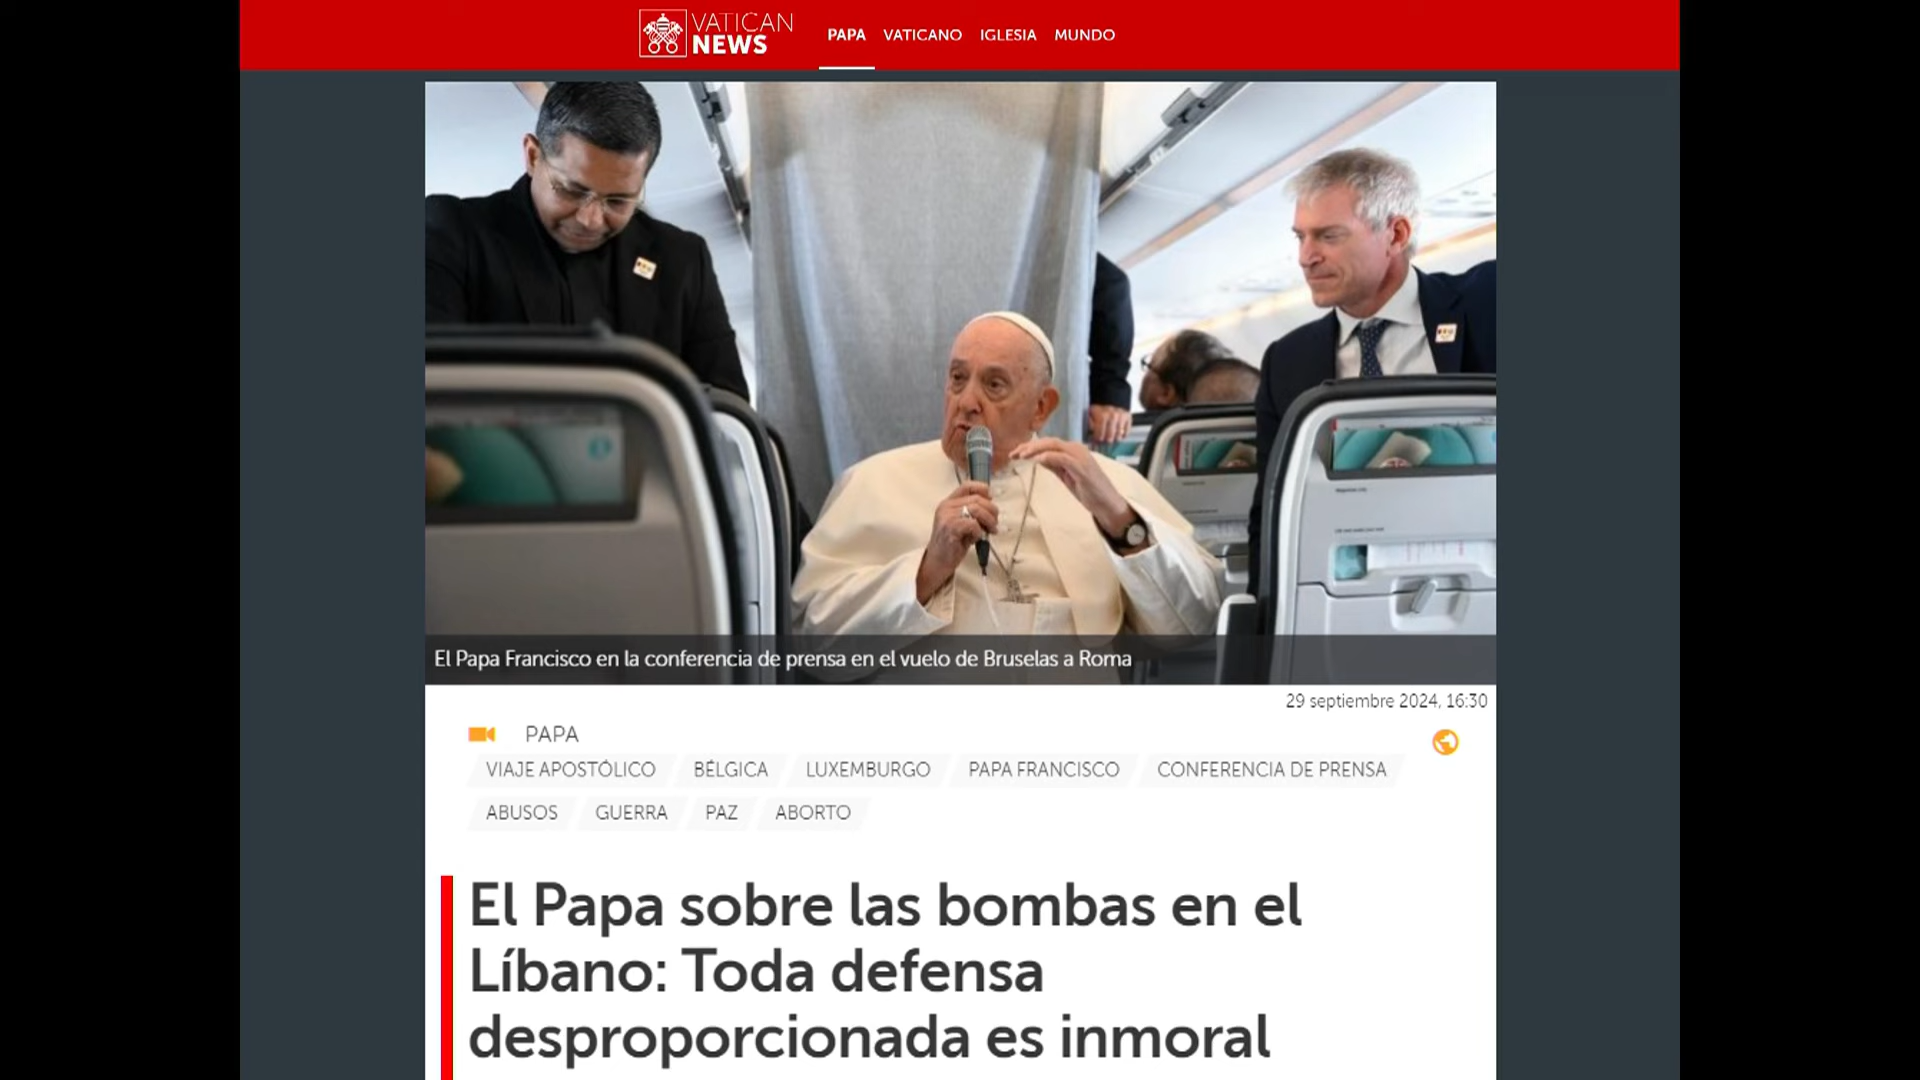 VATICAN
NEWS
PAPA VATICANO IGLESIA MUNDO
El Papa Francisco en la conferencia de prensa en el vuelo de Bruselas a Roma
29 septiembre 2024, 16:30
PAPA
VIAJE APOSTÓLICO BÉLGICA LUXEMBURGO PAPA FRANCISCO CONFERENCIA DE PRENSA
ABUSOS GUERRA PAZ ABORTO
El Papa sobre las bombas en el
Líbano: Toda defensa
desproporcionada es inmoral